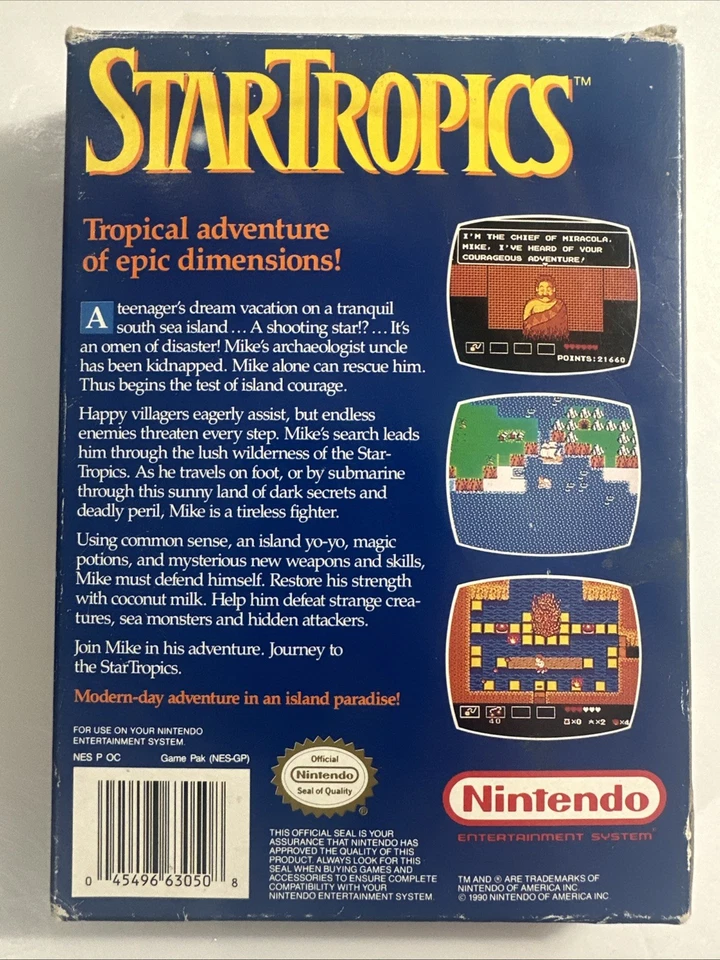 STARTROPICS™
Tropical adventure
of epic dimensions!
A teenager's dream vacation on a tranquil
south sea island ... A shooting star!? ... It's
an omen of disaster! Mike's archaeologist uncle
has been kidnapped. Mike alone can rescue him.
Thus begins the test of island courage.
Happy villagers eagerly assist, but endless
enemies threaten every step. Mike's search leads
him through the lush wilderness of the Star-
Tropics. As he travels on foot, or by submarine
through this sunny land of dark secrets and
deadly peril, Mike is a tireless fighter.
Using common sense, an island yo-yo, magic
potions, and mysterious new weapons and skills,
Mike must defend himself. Restore his strength
with coconut milk. Help him defeat strange crea-
tures, sea monsters and hidden attackers.
Join Mike in his adventure. Journey to
the StarTropics.
Modern-day adventure in an island paradise!
I'M THE CHIEF OF MIRACOLA.
MIKE, I'VE HEARD OF YOUR
COURAGEOUS ADVENTURE!
POINTS:21660
40
x0 x2 x4
FOR USE ON YOUR NINTENDO
ENTERTAINMENT SYSTEM.
NES P OC Game Pak (NES-GP)
0 45496 63050 8
Official
Nintendo
Seal of Quality
®
THIS OFFICIAL SEAL IS YOUR
ASSURANCE THAT NINTENDO HAS
APPROVED THE QUALITY OF THIS
PRODUCT. ALWAYS LOOK FOR THIS
SEAL WHEN BUYING GAMES AND
ACCESSORIES TO ENSURE COMPLETE
COMPATIBILITY WITH YOUR
NINTENDO ENTERTAINMENT SYSTEM.
Nintendo
ENTERTAINMENT SYSTEM®
TM AND ® ARE TRADEMARKS OF
NINTENDO OF AMERICA INC.
© 1990 NINTENDO OF AMERICA INC.